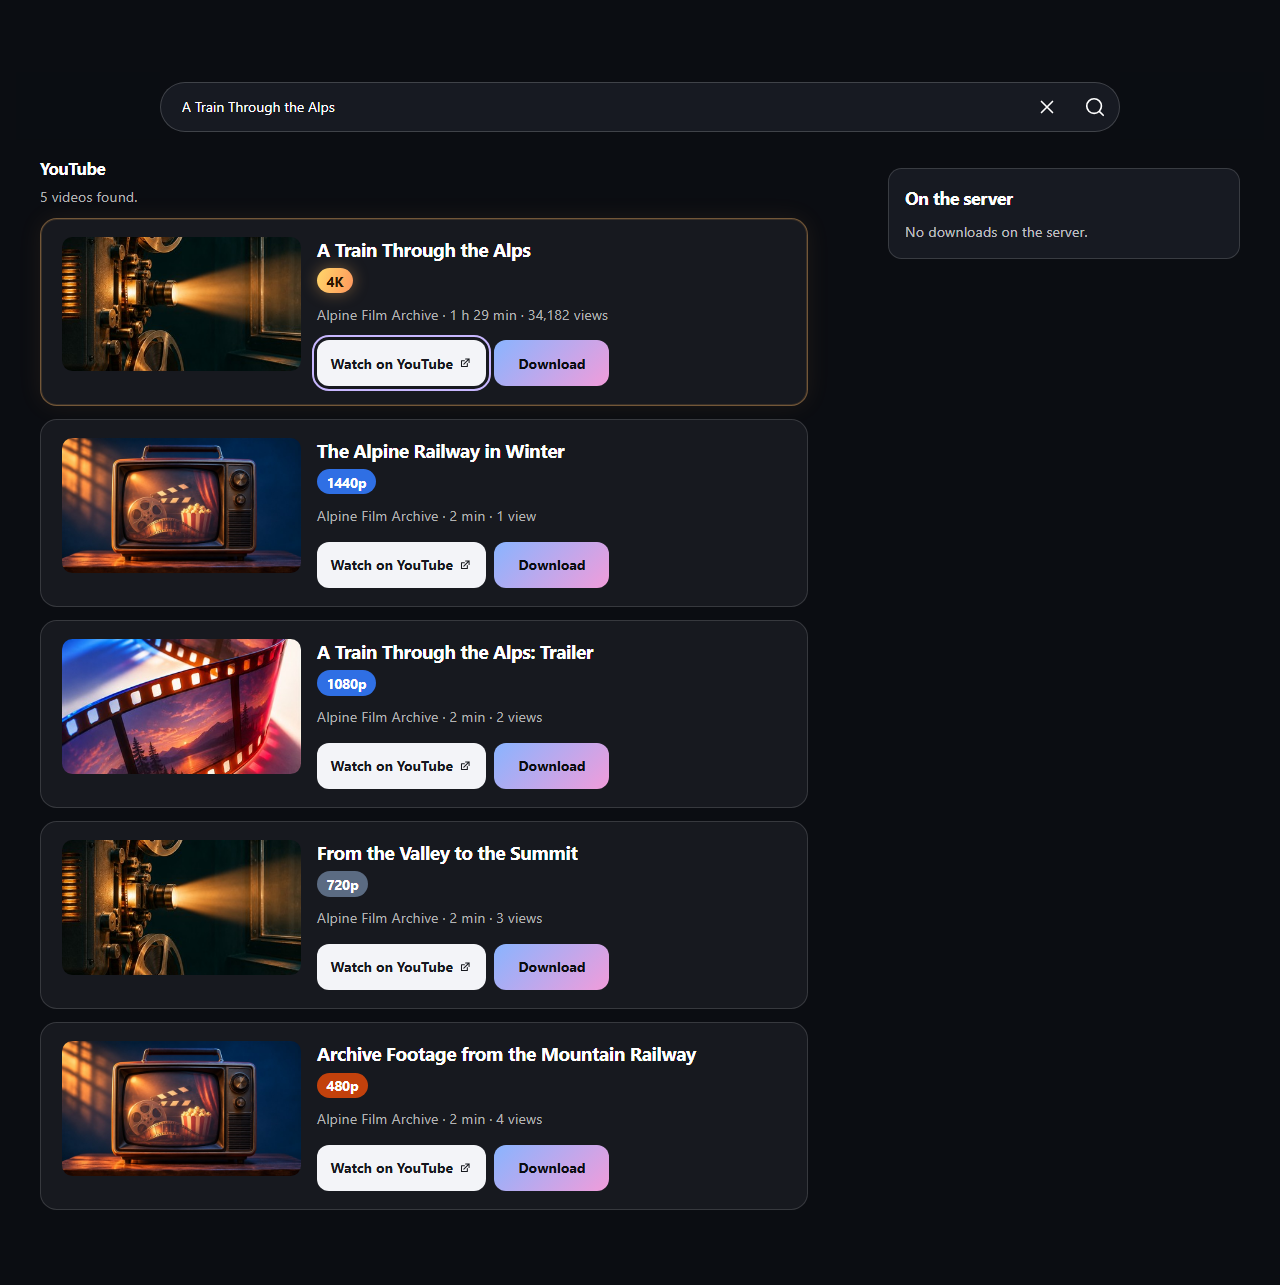 A Train Through the Alps
YouTube
5 videos found.
A Train Through the Alps
4K
Alpine Film Archive · 1 h 29 min · 34,182 views
Watch on YouTube Download
The Alpine Railway in Winter
1440p
Alpine Film Archive · 2 min · 1 view
Watch on YouTube Download
A Train Through the Alps: Trailer
1080p
Alpine Film Archive · 2 min · 2 views
Watch on YouTube Download
From the Valley to the Summit
720p
Alpine Film Archive · 2 min · 3 views
Watch on YouTube Download
Archive Footage from the Mountain Railway
480p
Alpine Film Archive · 2 min · 4 views
Watch on YouTube Download
On the server
No downloads on the server.